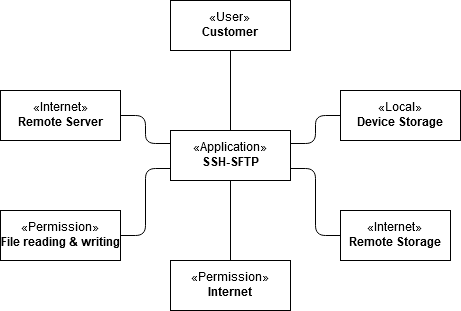 «User»
Customer
«Internet»
Remote Server
«Local»
Device Storage
«Application»
SSH-SFTP
«Permission»
File reading & writing
«Internet»
Remote Storage
«Permission»
Internet